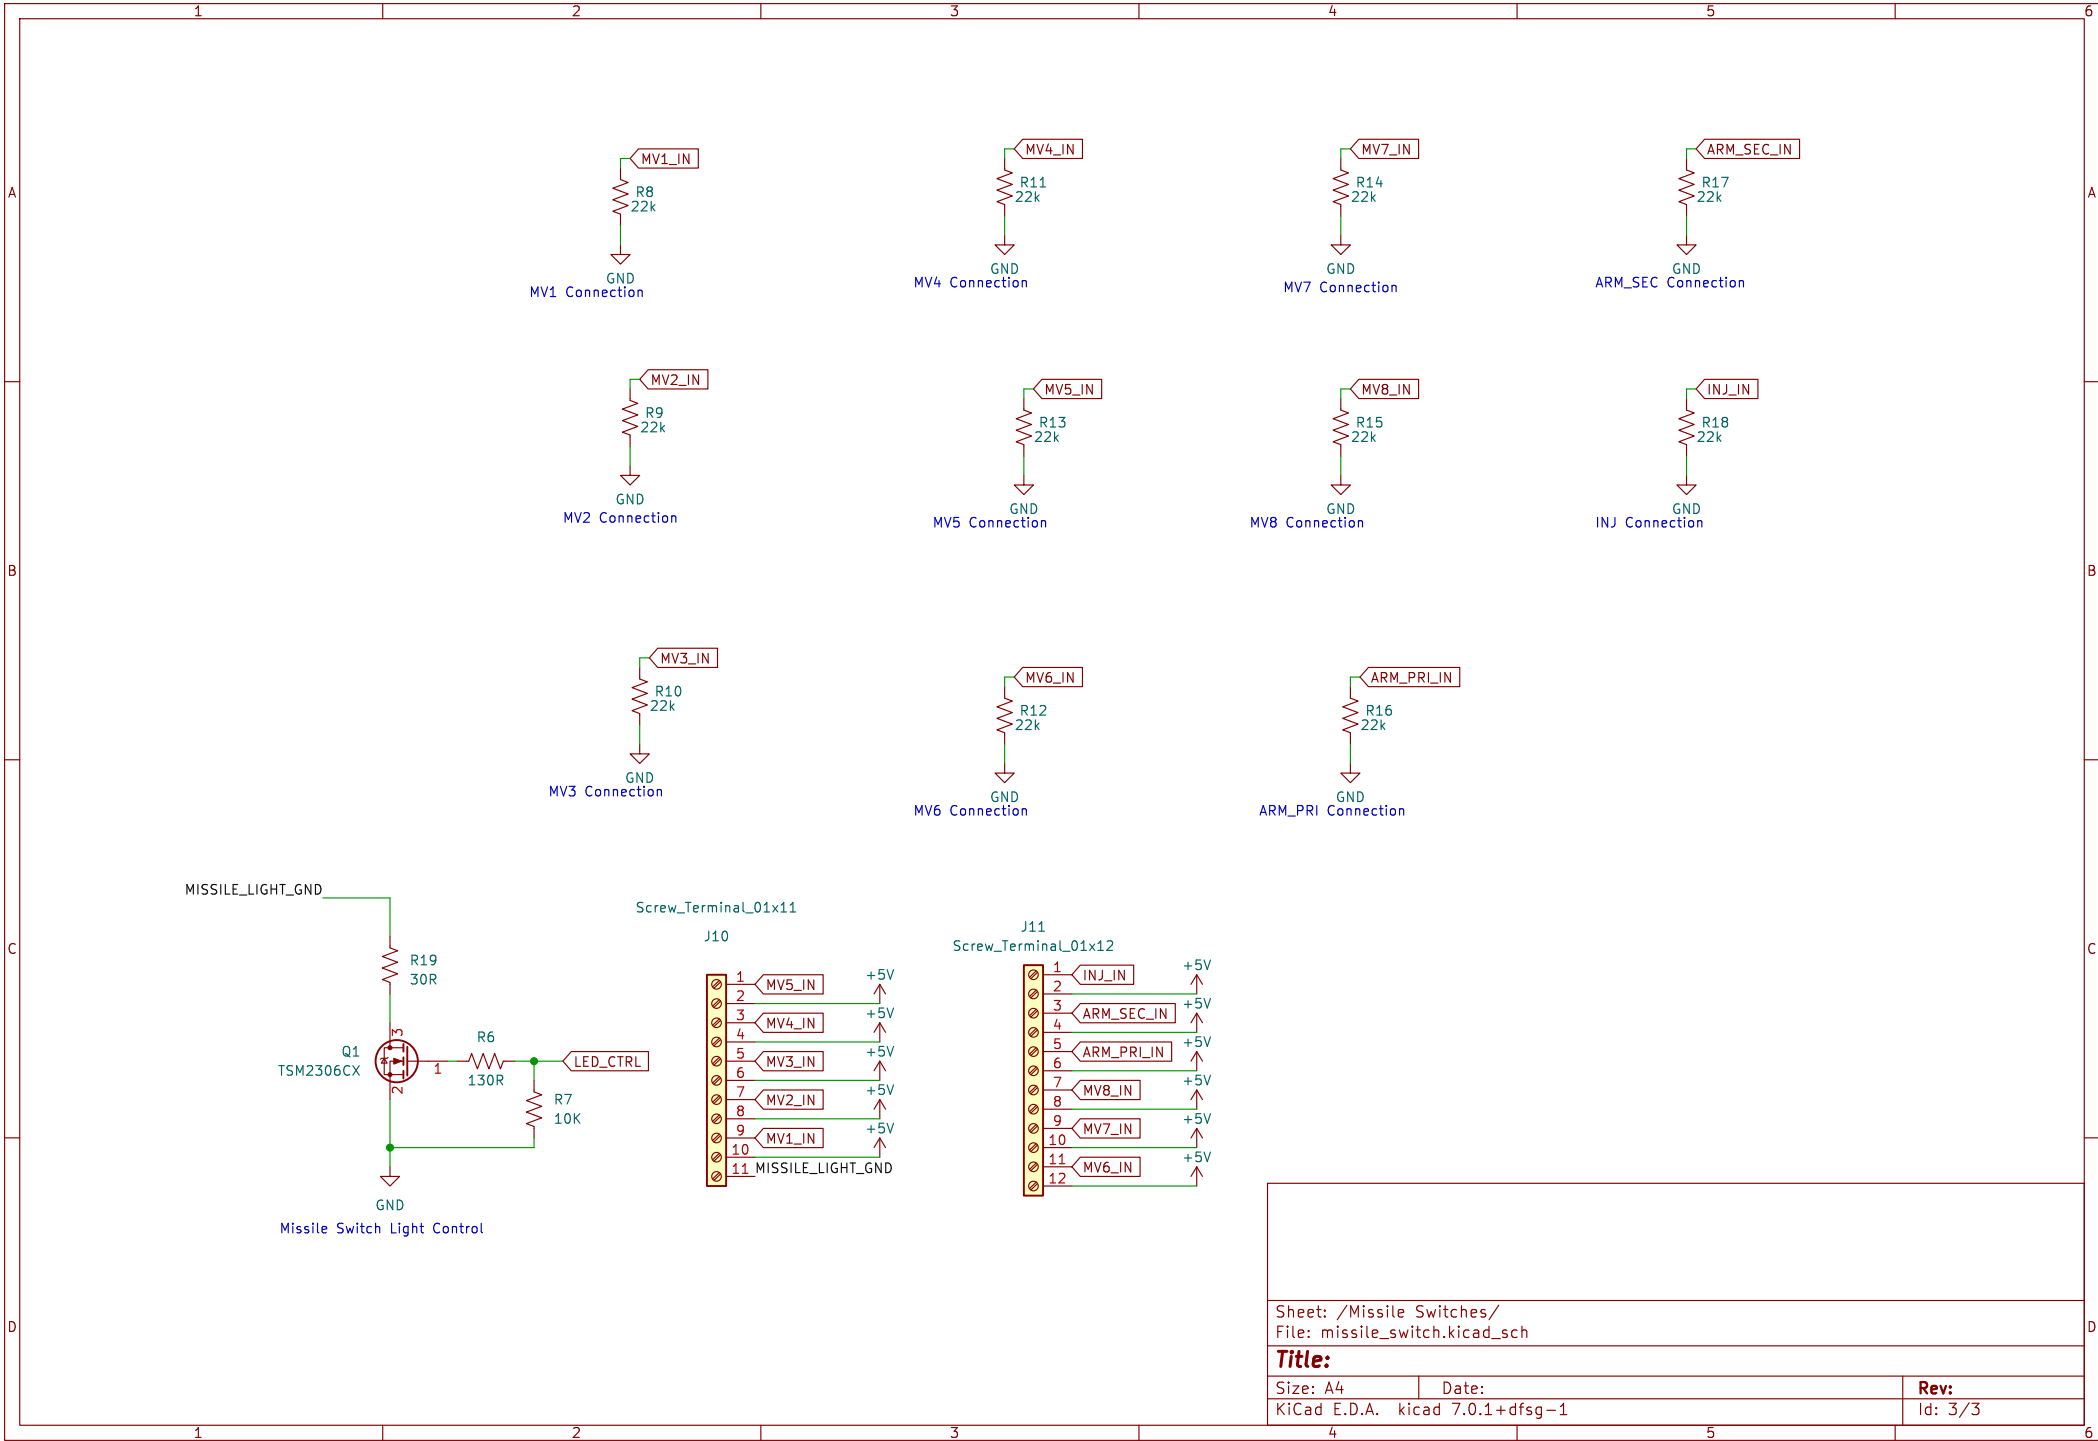 1 2 3 4 5 6
A A
MV1_IN
R8
22k
GND
MV1 Connection
MV4_IN
R11
22k
GND
MV4 Connection
MV7_IN
R14
22k
GND
MV7 Connection
ARM_SEC_IN
R17
22k
GND
ARM_SEC Connection
MV2_IN
R9
22k
GND
MV2 Connection
MV5_IN
R13
22k
GND
MV5 Connection
MV8_IN
R15
22k
GND
MV8 Connection
INJ_IN
R18
22k
GND
INJ Connection
B B
MV3_IN
R10
22k
GND
MV3 Connection
MV6_IN
R12
22k
GND
MV6 Connection
ARM_PRI_IN
R16
22k
GND
ARM_PRI Connection
C C
MISSILE_LIGHT_GND
R19
30R
Q1
TSM2306CX
3
1
2
R6
130R
LED_CTRL
R7
10K
GND
Missile Switch Light Control
Screw_Terminal_01x11
J10
1 MV5_IN +5V
2
3 MV4_IN +5V
4
5 MV3_IN +5V
6
7 MV2_IN +5V
8
9 MV1_IN +5V
10
11 MISSILE_LIGHT_GND
J11
Screw_Terminal_01x12
1 INJ_IN +5V
2
3 ARM_SEC_IN +5V
4
5 ARM_PRI_IN +5V
6
7 MV8_IN +5V
8
9 MV7_IN +5V
10
11 MV6_IN +5V
12
D D
Sheet: /Missile Switches/
File: missile_switch.kicad_sch
Title:
Size: A4 Date: Rev:
KiCad E.D.A. kicad 7.0.1+dfsg-1 Id: 3/3
1 2 3 4 5 6